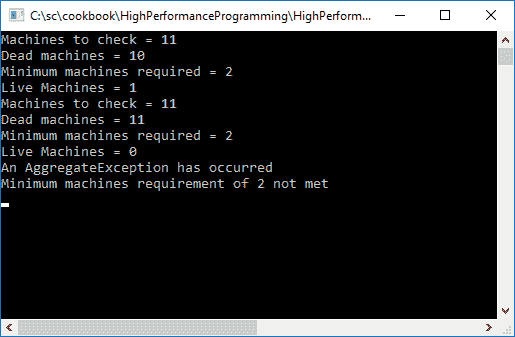 C:\sc\cookbook\HighPerformanceProgramming\HighPerform...
Machines to check = 11
Dead machines = 10
Minimum machines required = 2
Live Machines = 1
Machines to check = 11
Dead machines = 11
Minimum machines required = 2
Live Machines = 0
An AggregateException has occurred
Minimum machines requirement of 2 not met